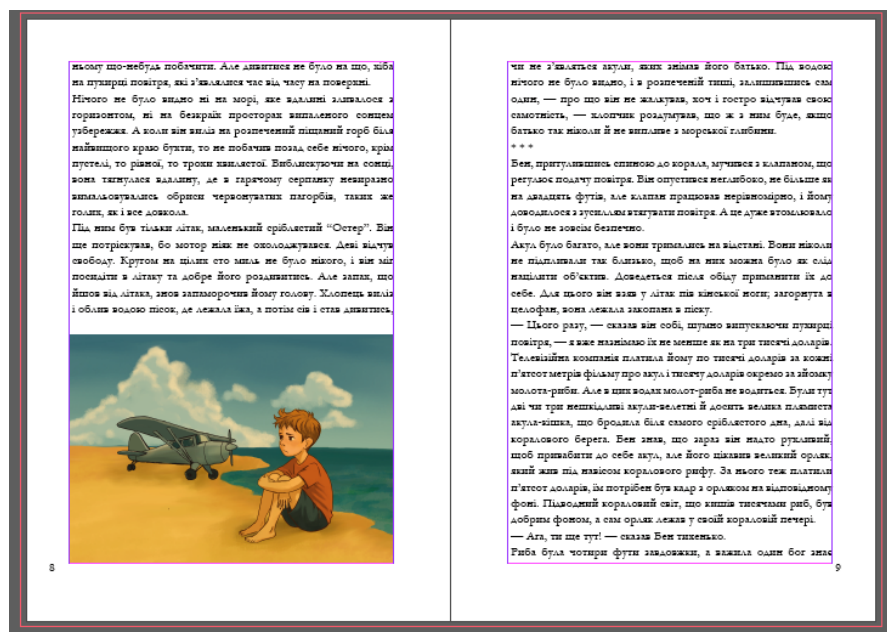 ньому що-небудь побачити. Але дивитися не було на що, хіба
на пухирці повітря, які з’являлися час від часу на поверхні.
Нічого не було видно ні на морі, яке вдалині зливалося з
горизонтом, ні на безкраїх просторах випаленого сонцем
узбережжя. А коли він виліз на розпечений піщаний горб біля
найвищого краю бухти, то не побачив позад себе нічого, крім
пустелі, то рівної, то трохи хвилястої. Виблискуючи на сонці,
вона тягнулася вдалину, де в гарячому серпанку невиразно
вимальовувались обриси червонуватих пагорбів, таких же
голих, як і все довкола.
Під ним був тільки літак, маленький сріблястий “Остер”. Він
ще потріскував, бо мотор ніяк не охолоджувався. Деві відчув
свободу. Кругом на цілих сто миль не було нікого, і він міг
посидіти в літаку та добре його роздивитись. Але запах, що
йшов від літака, знов запаморочив йому голову. Хлопець виліз
і облив водою пісок, де лежала їжа, а потім сів і став дивитись,
8
чи не з’являться акули, яких знімав його батько. Під водою
нічого не було видно, і в розпеченій тиші, залишившись сам
один, — про що він не жалкував, хоч і гостро відчував свою
самотність, — хлопчик роздумував, що ж з ним буде, якщо
батько так ніколи й не випливе з морської глибини.
* * *
Бен, притулившись спиною до корала, мучився з клапаном, що
регулює подачу повітря. Він опустився неглибоко, не більше як
на двадцять футів, але клапан працював нерівномірно, і йому
доводилося з зусиллям втягувати повітря. А це дуже втомлювало
і було не зовсім безпечно.
Акул було багато, але вони тримались на відстані. Вони ніколи
не підпливали так близько, щоб на них можна було як слід
націлити об’єктив. Доведеться після обіду приманити їх до
себе. Для цього він взяв у літак пів кінської ноги; загорнута в
целофан, вона лежала закопана в піску.
— Цього разу, — сказав він собі, шумно випускаючи пухирці
повітря, — я вже назнімаю їх не менше як на три тисячі доларів.
Телевізійна компанія платила йому по тисячі доларів за кожні
п’ятсот метрів фільму про акул і тисячу доларів окремо за зйомку
молота-риби. Але в цих водах молот-риба не водиться. Були тут
дві чи три нешкідливі акули-велетні й досить велика плямиста
акула-кішка, що бродила біля самого сріблястого дна, далі від
коралового берега. Бен знав, що зараз він надто рухливий,
щоб привабити до себе акул, але його цікавив великий орляк,
який жив під навісом коралового рифу. За нього теж платили
п’ятсот доларів, їм потрібен був кадр з орляком на відповідному
фоні. Підводний кораловий світ, що кишів тисячами риб, був
добрим фоном, а сам орляк лежав у своїй кораловій печері.
— Ага, ти ще тут! — сказав Бен тихенько.
Риба була чотири фути завдовжки, а важила один бог знає
9